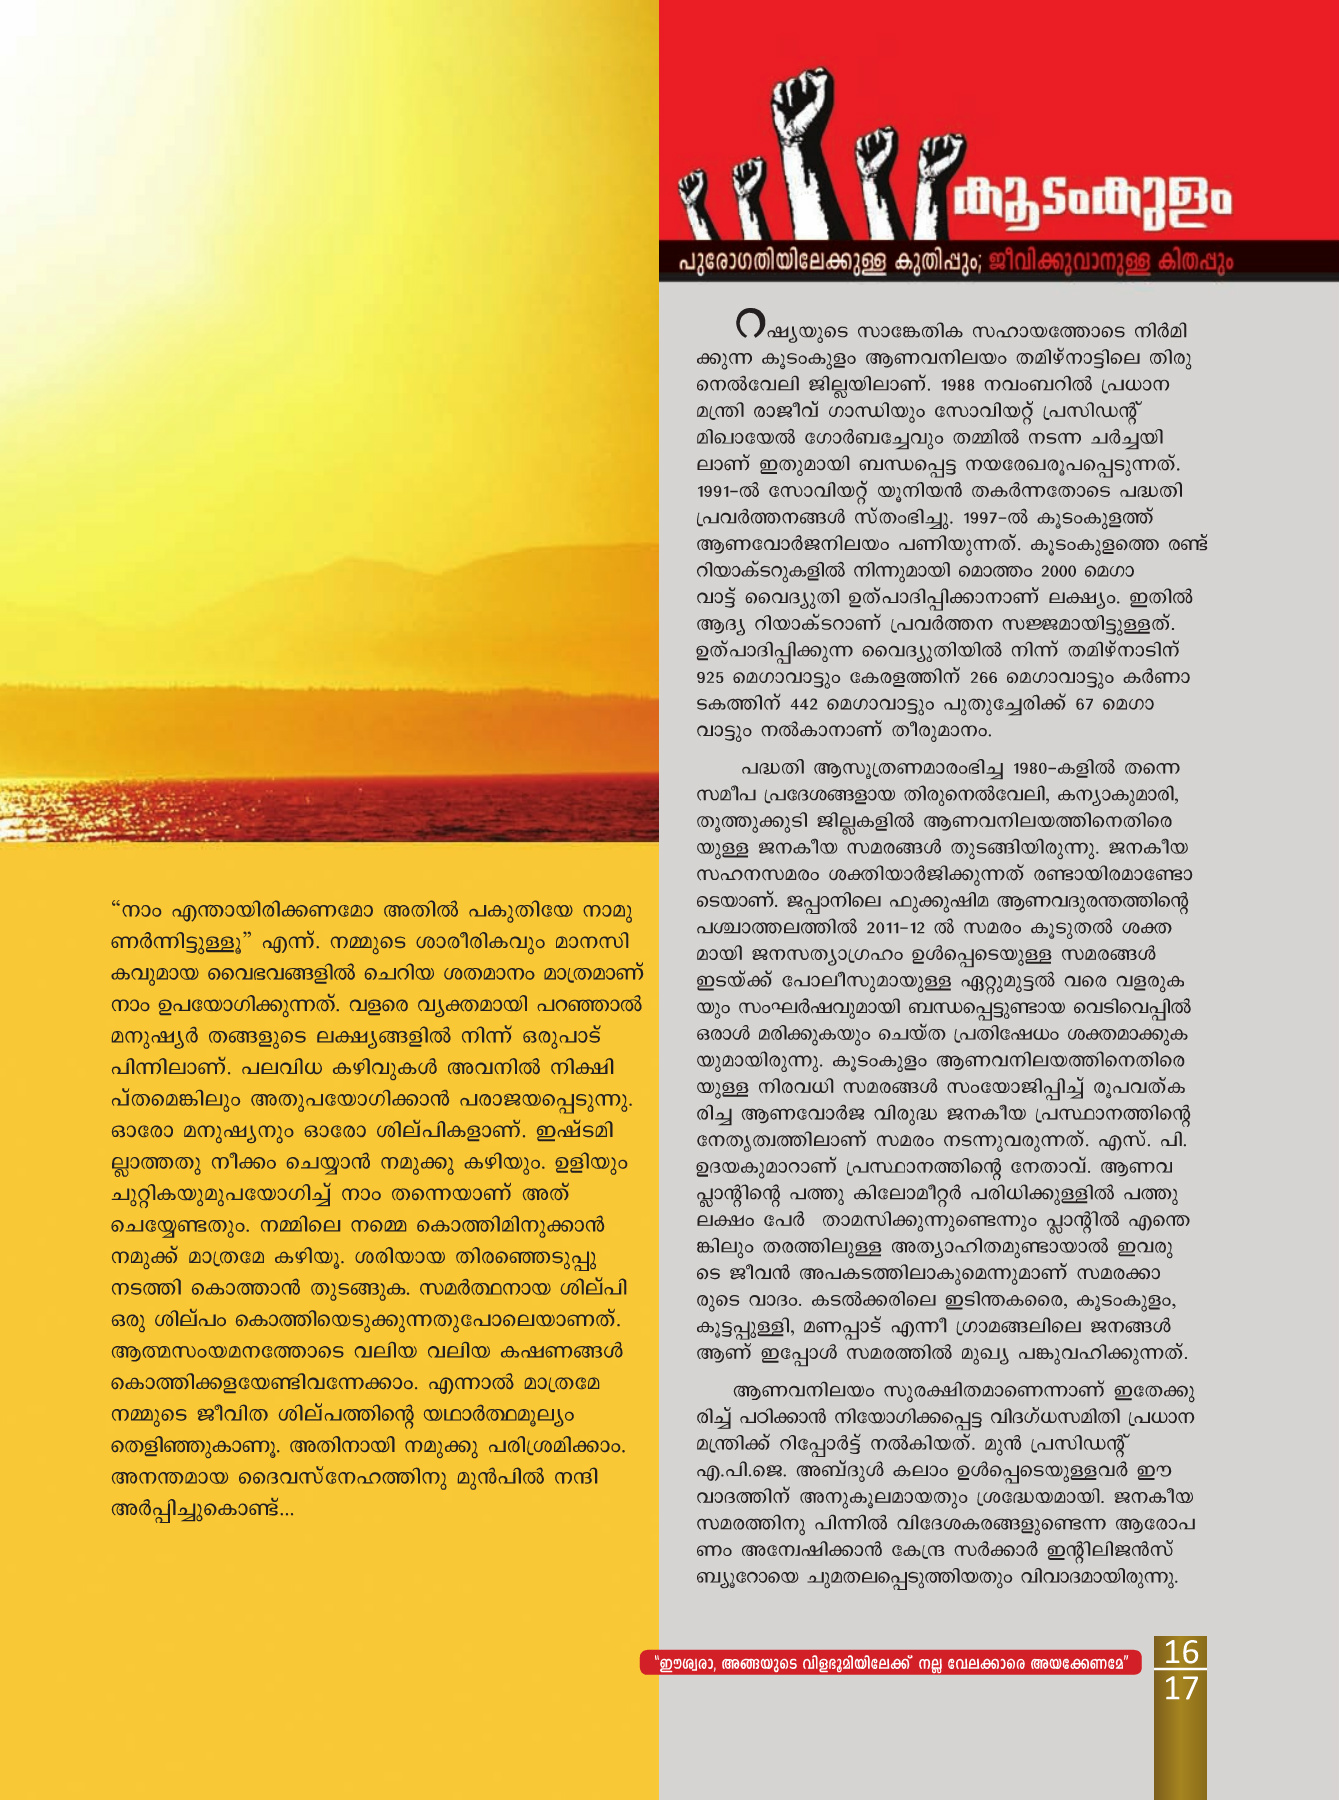 “നാം എന്തായിരിക്കണമോ അതിൽ പകുതിയേ നാമു
ണർന്നിട്ടുള്ളൂ” എന്ന്. നമ്മുടെ ശാരീരികവും മാനസി
കവുമായ വൈഭവങ്ങളിൽ ചെറിയ ശതമാനം മാത്രമാണ്
നാം ഉപയോഗിക്കുന്നത്. വളരെ വ്യക്തമായി പറഞ്ഞാൽ
മനുഷ്യർ തങ്ങളുടെ ലക്ഷ്യങ്ങളിൽ നിന്ന് ഒരുപാട്
പിന്നിലാണ്. പലവിധ കഴിവുകൾ അവനിൽ നിക്ഷി
പ്തമെങ്കിലും അതുപയോഗിക്കാൻ പരാജയപ്പെടുന്നു.
ഓരോ മനുഷ്യനും ഓരോ ശില്പികളാണ്. ഇഷ്ടമി
ല്ലാത്തതു നീക്കം ചെയ്യാൻ നമുക്കു കഴിയും. ഉളിയും
ചുറ്റികയുമുപയോഗിച്ച് നാം തന്നെയാണ് അത്
ചെയ്യേണ്ടതും. നമ്മിലെ നമ്മെ കൊത്തിമിനുക്കാൻ
നമുക്ക് മാത്രമേ കഴിയൂ. ശരിയായ തിരഞ്ഞെടുപ്പു
നടത്തി കൊത്താൻ തുടങ്ങുക. സമർത്ഥനായ ശില്പി
ഒരു ശില്പം കൊത്തിയെടുക്കുന്നതുപോലെയാണത്.
ആത്മസംയമനത്തോടെ വലിയ വലിയ കഷണങ്ങൾ
കൊത്തിക്കളയേണ്ടിവന്നേക്കാം. എന്നാൽ മാത്രമേ
നമ്മുടെ ജീവിത ശില്പത്തിന്റെ യഥാർത്ഥമൂല്യം
തെളിഞ്ഞുകാണൂ. അതിനായി നമുക്കു പരിശ്രമിക്കാം.
അനന്തമായ ദൈവസ്നേഹത്തിനു മുൻപിൽ നന്ദി
അർപ്പിച്ചുകൊണ്ട്...
കൂടംകുളം
പുരോഗതിയിലേക്കുള്ള കുതിപ്പും; ജീവിക്കുവാനുള്ള കിതപ്പും
റഷ്യയുടെ സാങ്കേതിക സഹായത്തോടെ നിർമി
ക്കുന്ന കൂടംകുളം ആണവനിലയം തമിഴ്നാട്ടിലെ തിരു
നെൽവേലി ജില്ലയിലാണ്. 1988 നവംബറിൽ പ്രധാന
മന്ത്രി രാജീവ് ഗാന്ധിയും സോവിയറ്റ് പ്രസിഡന്റ്
മിഖായേൽ ഗോർബച്ചേവും തമ്മിൽ നടന്ന ചർച്ചയി
ലാണ് ഇതുമായി ബന്ധപ്പെട്ട നയരേഖരൂപപ്പെടുന്നത്.
1991-ൽ സോവിയറ്റ് യൂനിയൻ തകർന്നതോടെ പദ്ധതി
പ്രവർത്തനങ്ങൾ സ്തംഭിച്ചു. 1997-ൽ കൂടംകുളത്ത്
ആണവോർജനിലയം പണിയുന്നത്. കൂടംകുളത്തെ രണ്ട്
റിയാക്ടറുകളിൽ നിന്നുമായി മൊത്തം 2000 മെഗാ
വാട്ട് വൈദ്യുതി ഉത്പാദിപ്പിക്കാനാണ് ലക്ഷ്യം. ഇതിൽ
ആദ്യ റിയാക്ടറാണ് പ്രവർത്തന സജ്ജമായിട്ടുള്ളത്.
ഉത്പാദിപ്പിക്കുന്ന വൈദ്യുതിയിൽ നിന്ന് തമിഴ്നാടിന്
925 മെഗാവാട്ടും കേരളത്തിന് 266 മെഗാവാട്ടും കർണാ
ടകത്തിന് 442 മെഗാവാട്ടും പുതുച്ചേരിക്ക് 67 മെഗാ
വാട്ടും നൽകാനാണ് തീരുമാനം.
പദ്ധതി ആസൂത്രണമാരംഭിച്ച 1980-കളിൽ തന്നെ
സമീപ പ്രദേശങ്ങളായ തിരുനെൽവേലി, കന്യാകുമാരി,
തൂത്തുക്കുടി ജില്ലകളിൽ ആണവനിലയത്തിനെതിരെ
യുള്ള ജനകീയ സമരങ്ങൾ തുടങ്ങിയിരുന്നു. ജനകീയ
സഹനസമരം ശക്തിയാർജിക്കുന്നത് രണ്ടായിരമാണ്ടോ
ടെയാണ്. ജപ്പാനിലെ ഫുക്കുഷിമ ആണവദുരന്തത്തിന്റെ
പശ്ചാത്തലത്തിൽ 2011-12 ൽ സമരം കൂടുതൽ ശക്ത
മായി ജനസത്യാഗ്രഹം ഉൾപ്പെടെയുള്ള സമരങ്ങൾ
ഇടയ്ക്ക് പോലീസുമായുള്ള ഏറ്റുമുട്ടൽ വരെ വളരുക
യും സംഘർഷവുമായി ബന്ധപ്പെട്ടുണ്ടായ വെടിവെപ്പിൽ
ഒരാൾ മരിക്കുകയും ചെയ്ത പ്രതിഷേധം ശക്തമാക്കുക
യുമായിരുന്നു. കൂടംകുളം ആണവനിലയത്തിനെതിരെ
യുള്ള നിരവധി സമരങ്ങൾ സംയോജിപ്പിച്ച് രൂപവത്ക
രിച്ച ആണവോർജ വിരുദ്ധ ജനകീയ പ്രസ്ഥാനത്തിന്റെ
നേതൃത്വത്തിലാണ് സമരം നടന്നുവരുന്നത്. എസ്. പി.
ഉദയകുമാറാണ് പ്രസ്ഥാനത്തിന്റെ നേതാവ്. ആണവ
പ്ലാന്റിന്റെ പത്തു കിലോമീറ്റർ പരിധിക്കുള്ളിൽ പത്തു
ലക്ഷം പേർ താമസിക്കുന്നുണ്ടെന്നും പ്ലാന്റിൽ എന്തെ
ങ്കിലും തരത്തിലുള്ള അത്യാഹിതമുണ്ടായാൽ ഇവരു
ടെ ജീവൻ അപകടത്തിലാകുമെന്നുമാണ് സമരക്കാ
രുടെ വാദം. കടൽക്കരിലെ ഇടിന്തകരൈ, കൂടംകുളം,
കൂട്ടപ്പുള്ളി, മണപ്പാട് എന്നീ ഗ്രാമങ്ങലിലെ ജനങ്ങൾ
ആണ് ഇപ്പോൾ സമരത്തിൽ മുഖ്യ പങ്കുവഹിക്കുന്നത്.
ആണവനിലയം സുരക്ഷിതമാണെന്നാണ് ഇതേക്കു
രിച്ച് പഠിക്കാൻ നിയോഗിക്കപ്പെട്ട വിദഗ്ധസമിതി പ്രധാന
മന്ത്രിക്ക് റിപ്പോർട്ട് നൽകിയത്. മുൻ പ്രസിഡന്റ്
എ.പി.ജെ. അബ്ദുൾ കലാം ഉൾപ്പെടെയുള്ളവർ ഈ
വാദത്തിന് അനുകൂലമായതും ശ്രദ്ധേയമായി. ജനകീയ
സമരത്തിനു പിന്നിൽ വിദേശകരങ്ങളുണ്ടെന്ന ആരോപ
ണം അന്വേഷിക്കാൻ കേന്ദ്ര സർക്കാർ ഇന്റിലിജൻസ്
ബ്യൂറോയെ ചുമതലപ്പെടുത്തിയതും വിവാദമായിരുന്നു.
“ഈശ്വരാ, അങ്ങയുടെ വിളഭൂമിയിലേക്ക് നല്ല വേലക്കാരെ അയക്കേണമേ”
16
17